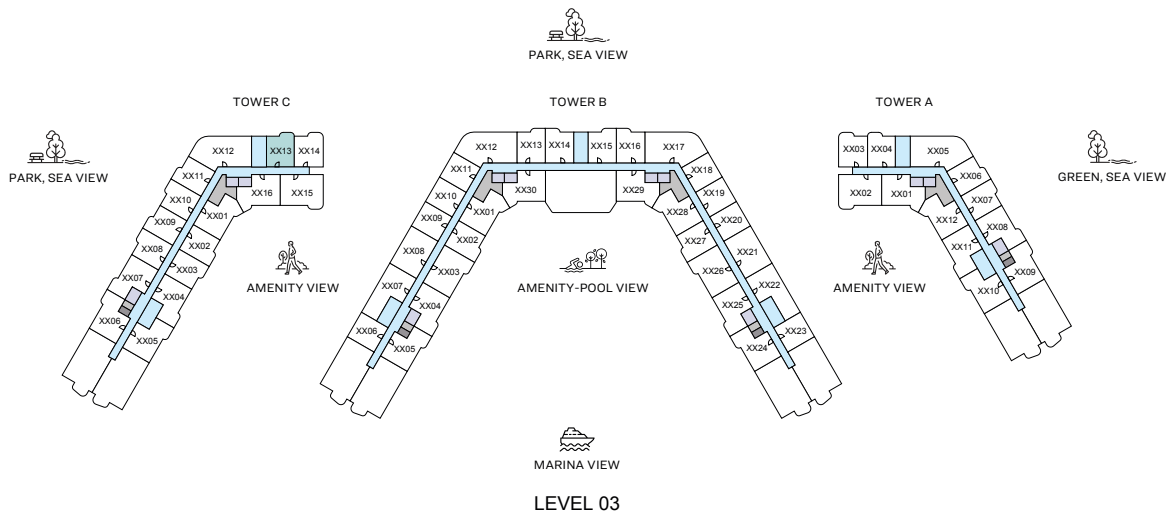 PARK, SEA VIEW
TOWER C
TOWER B
TOWER A
PARK, SEA VIEW
GREEN, SEA VIEW
XX12
XX13
XX14
XX11
XX10
XX09
XX08
XX07
XX06
XX01
XX16
XX15
XX02
XX03
XX04
XX05
XX12
XX13
XX14
XX15
XX16
XX17
XX11
XX10
XX09
XX08
XX07
XX06
XX30
XX01
XX02
XX03
XX04
XX05
XX29
XX28
XX27
XX26
XX25
XX24
XX18
XX19
XX20
XX21
XX22
XX23
XX03
XX04
XX05
XX02
XX01
XX06
XX07
XX08
XX09
XX12
XX11
XX10
AMENITY VIEW
AMENITY-POOL VIEW
AMENITY VIEW
MARINA VIEW
LEVEL 03